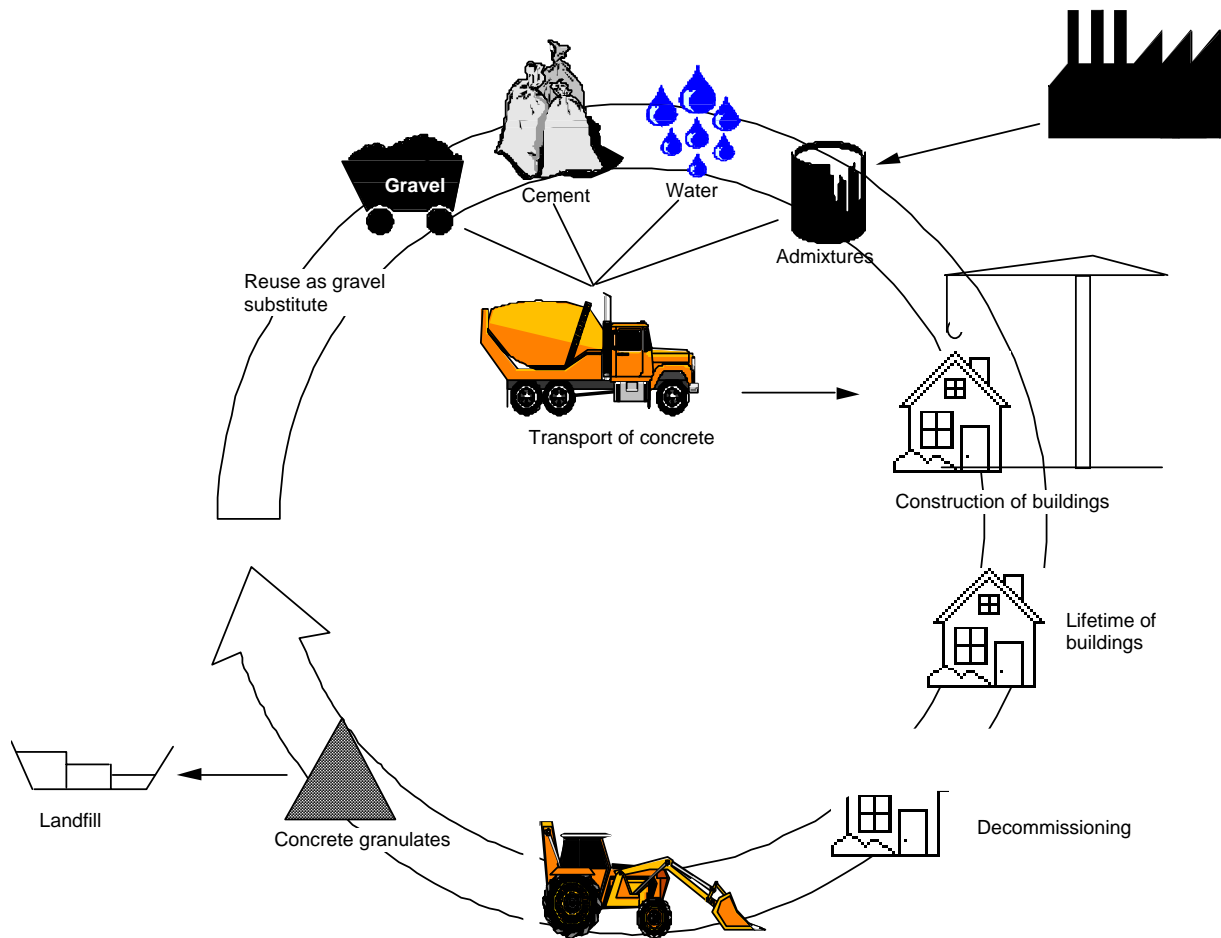 Gravel
Cement
Water
Admixtures
Reuse as gravel
substitute
Transport of concrete
Construction of buildings
Lifetime of
buildings
Decommissioning
Concrete granulates
Landfill